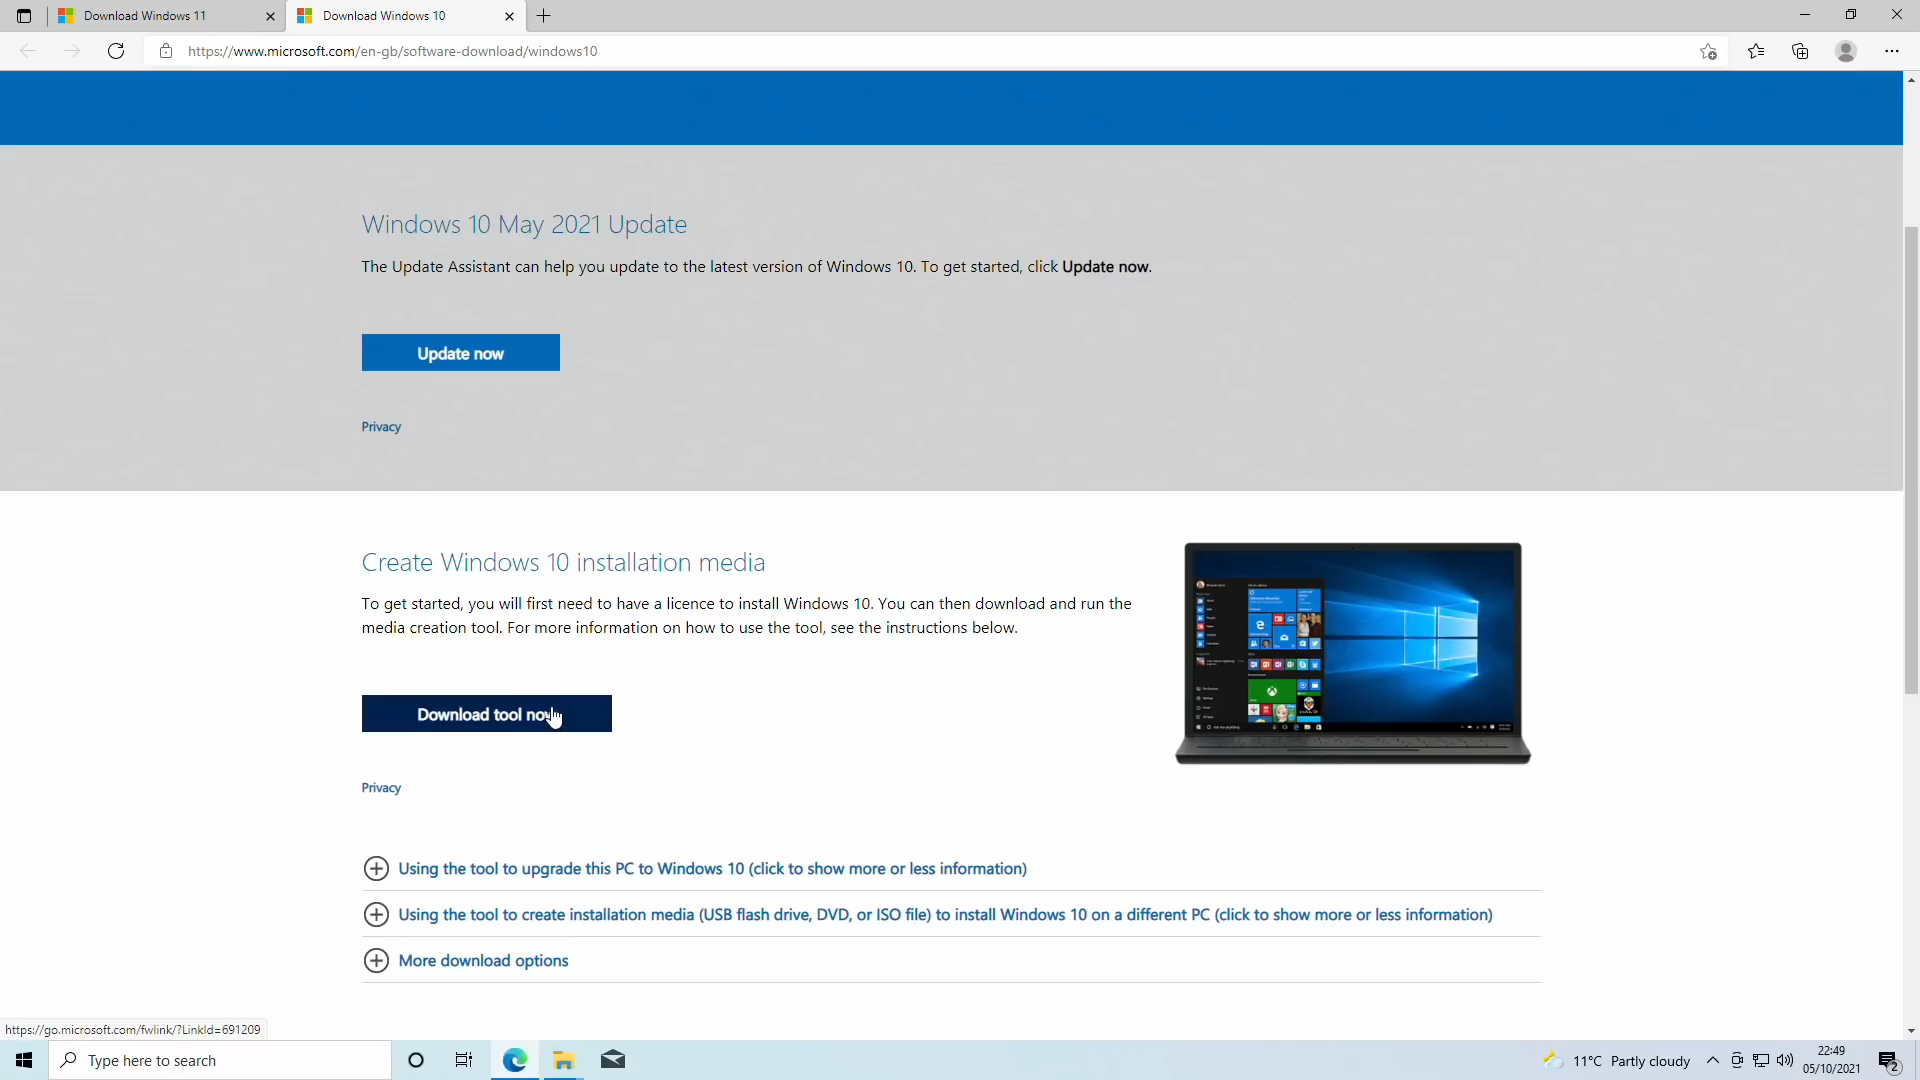 Download Windows 11
Download Windows 10
https://www.microsoft.com/en-gb/software-download/windows10
Windows 10 May 2021 Update
The Update Assistant can help you update to the latest version of Windows 10. To get started, click Update now.
Update now
Privacy
Create Windows 10 installation media
To get started, you will first need to have a licence to install Windows 10. You can then download and run the
media creation tool. For more information on how to use the tool, see the instructions below.
Download tool now
Privacy
Using the tool to upgrade this PC to Windows 10 (click to show more or less information)
Using the tool to create installation media (USB flash drive, DVD, or ISO file) to install Windows 10 on a different PC (click to show more or less information)
More download options
https://go.microsoft.com/fwlink/?LinkId=691209
Type here to search
11°C Partly cloudy
22:49
05/10/2021
2